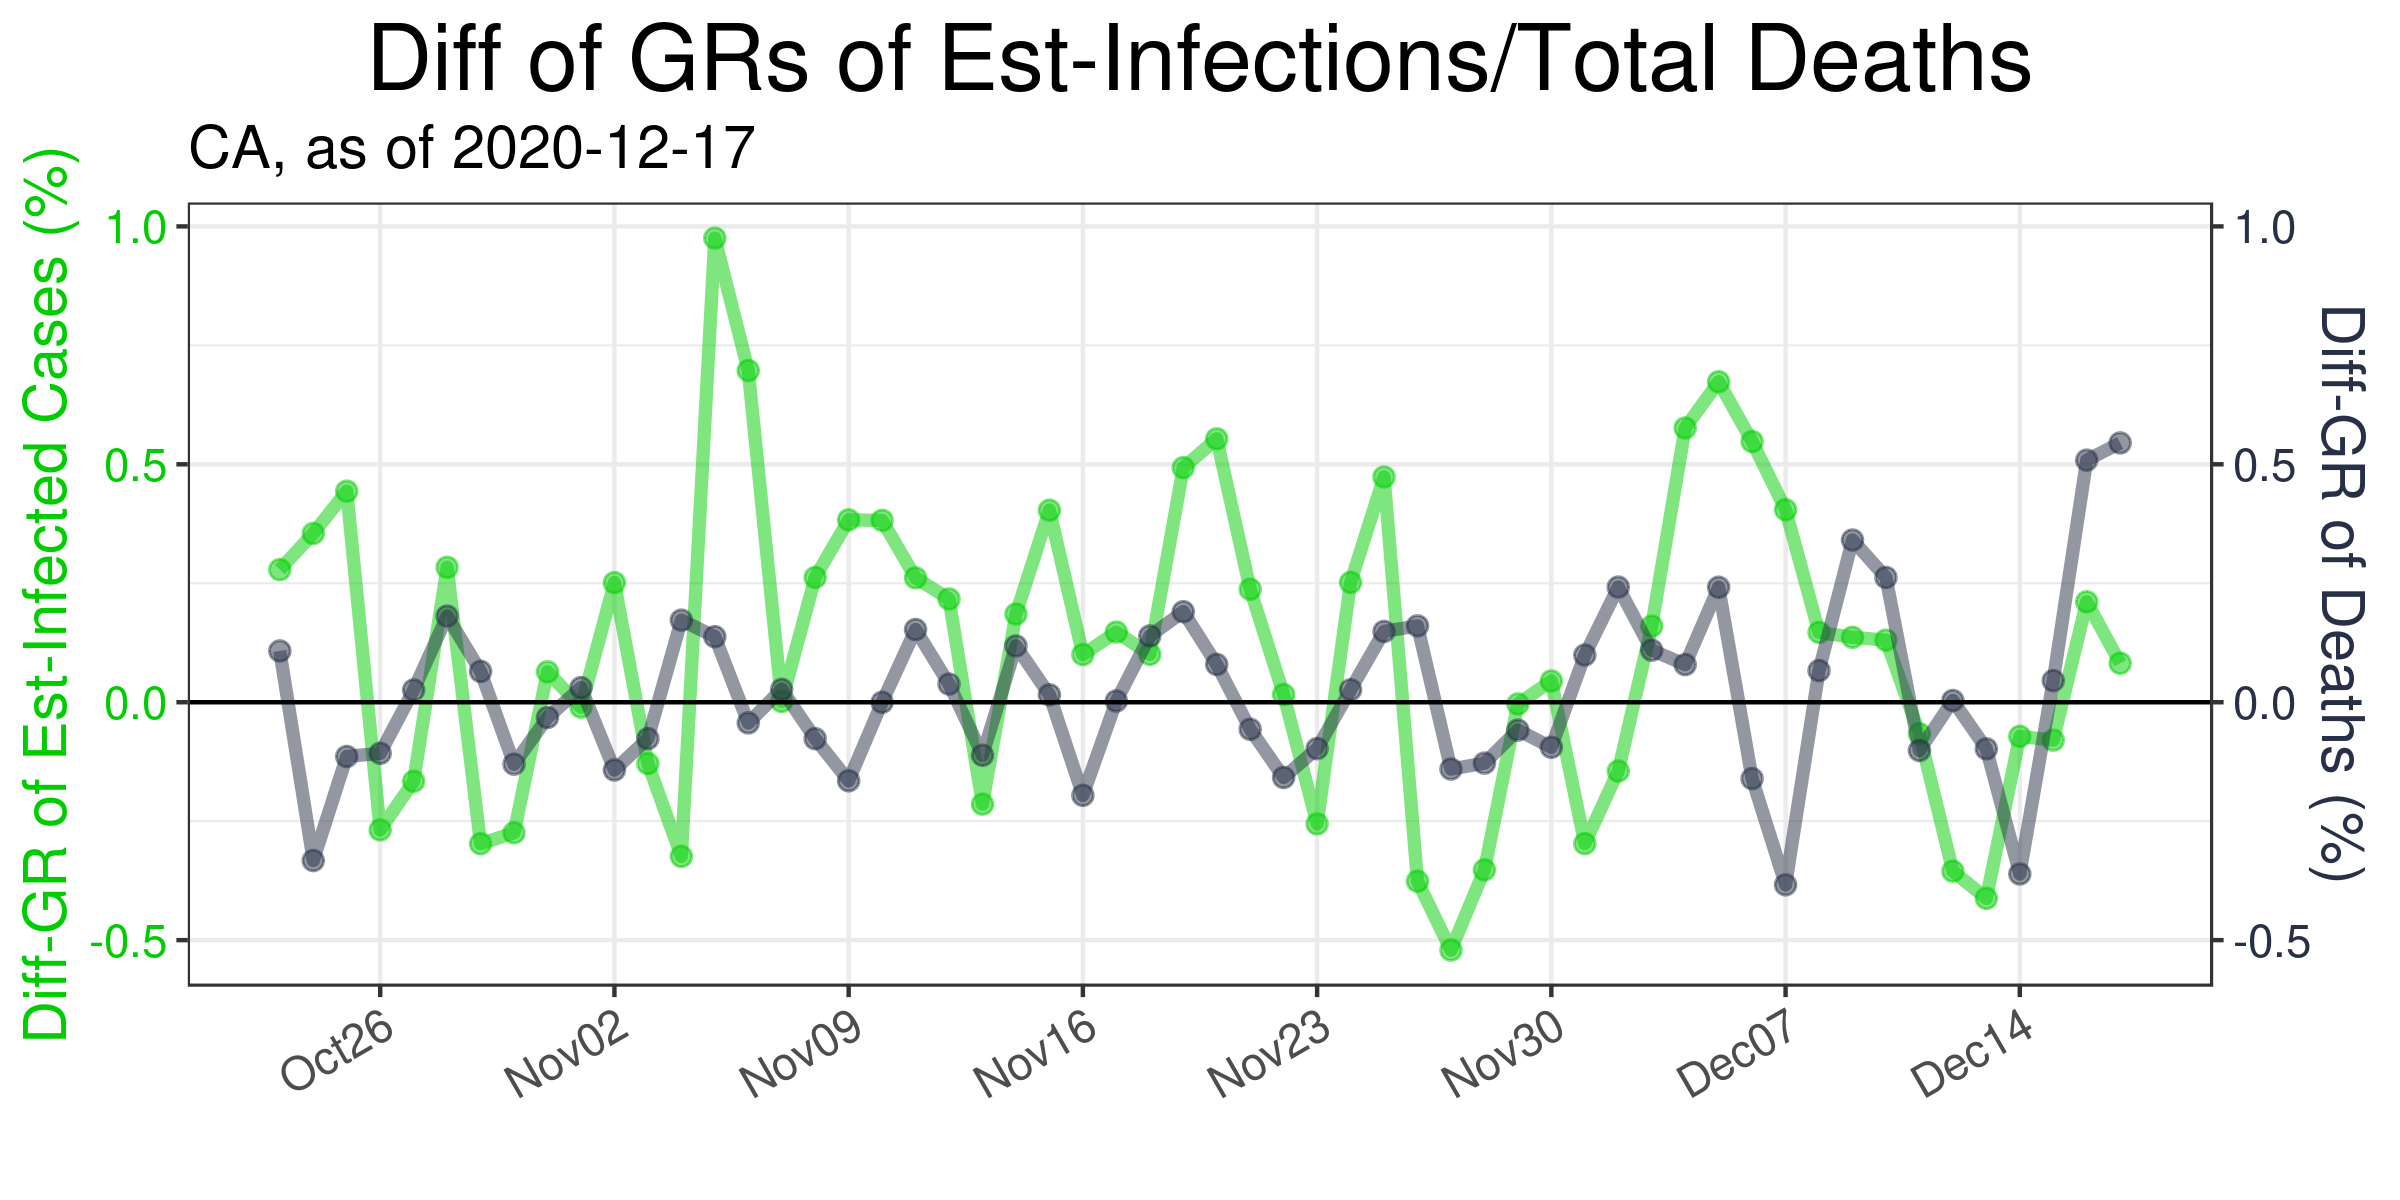 Diff of GRs of Est-Infections/Total Deaths
CA, as of 2020-12-17
Diff-GR of Est-Infected Cases (%)
1.0
0.5
0.0
-0.5
1.0
0.5
0.0
-0.5
Diff-GR of Deaths (%)
Oct26 Nov02 Nov09 Nov16 Nov23 Nov30 Dec07 Dec14